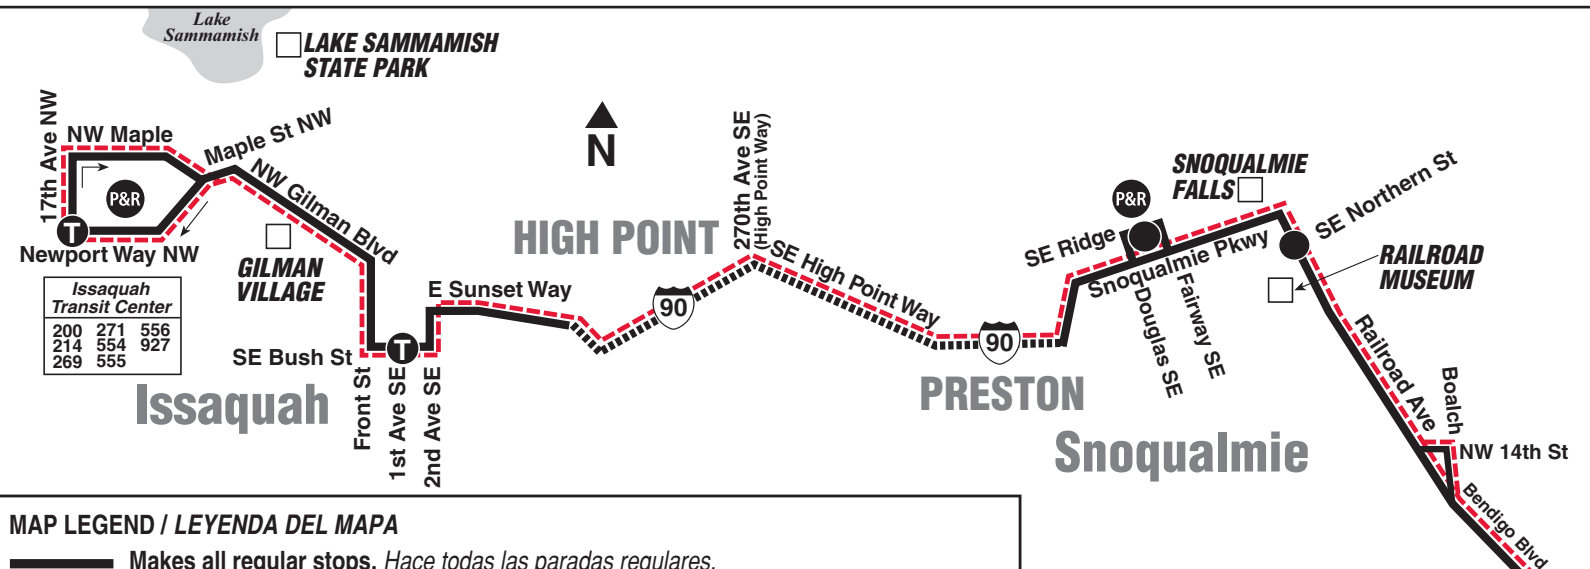 Lake
Sammamish
LAKE SAMMAMISH
STATE PARK
17th Ave NW
NW Maple
Maple St NW
P&R
T
Newport Way NW
NW Gilman Blvd
GILMAN
VILLAGE
Issaquah
Transit Center
200 271 556
214 554 927
269 555
Issaquah
SE Bush St
T
Front St
1st Ave SE
2nd Ave SE
E Sunset Way
N
HIGH POINT
90
270th Ave SE
(High Point Way)
SE High Point Way
90
PRESTON
SNOQUALMIE
FALLS
P&R
SE Ridge
Snoqualmie Pkwy
Douglas SE
Fairway SE
SE Northern St
RAILROAD
MUSEUM
Snoqualmie
Railroad Ave
Boalch
NW 14th St
Bendigo Blvd
MAP LEGEND / LEYENDA DEL MAPA
Makes all regular stops. Hace todas las paradas regulares.